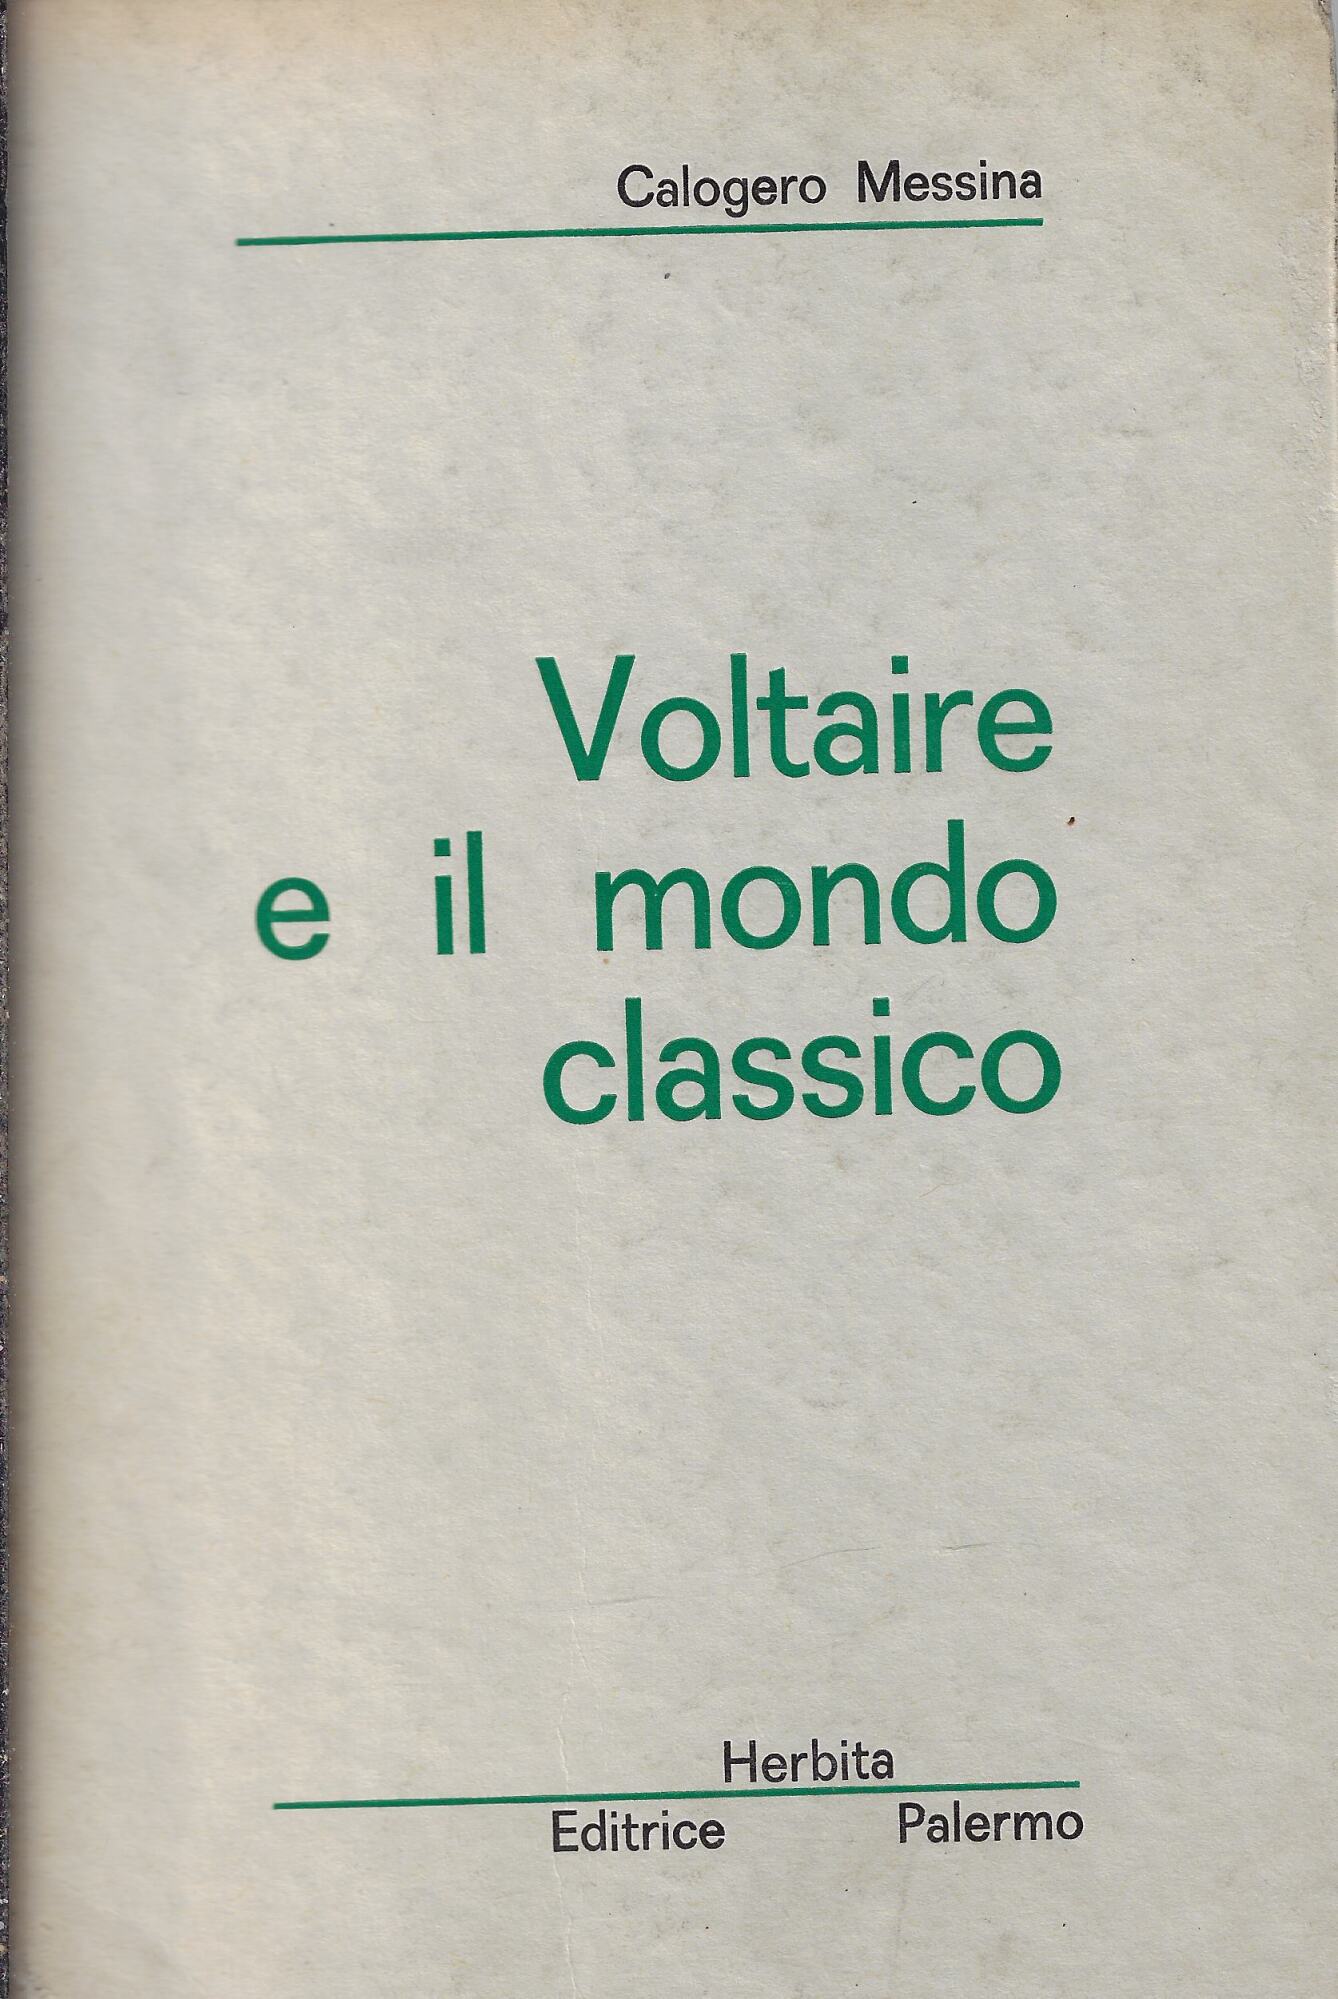 Calogero Messina
Voltaire
e il mondo
classico
Herbita
Editrice Palermo